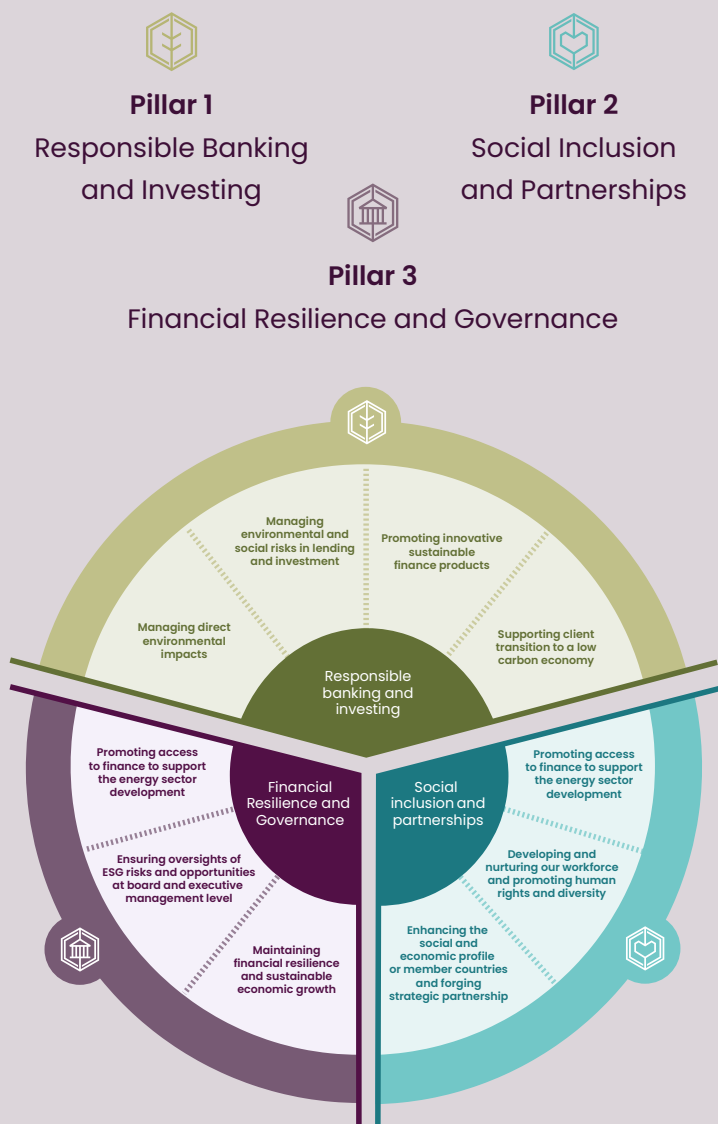 Pillar 1
Responsible Banking
and Investing
Pillar 2
Social Inclusion
and Partnerships
Pillar 3
Financial Resilience and Governance
Managing direct
environmental
impacts
Managing
environmental and
social risks in lending
and investment
Promoting innovative
sustainable
finance products
Supporting client
transition to a low
carbon economy
Responsible
banking and
investing
Promoting access
to finance to support
the energy sector
development
Ensuring oversights of
ESG risks and opportunities
at board and executive
management level
Maintaining
financial resilience
and sustainable
economic growth
Financial
Resilience and
Governance
Social
inclusion and
partnerships
Promoting access
to finance to support
the energy sector
development
Developing and
nurturing our workforce
and promoting human
rights and diversity
Enhancing the
social and
economic profile
or member countries
and forging
strategic partnership